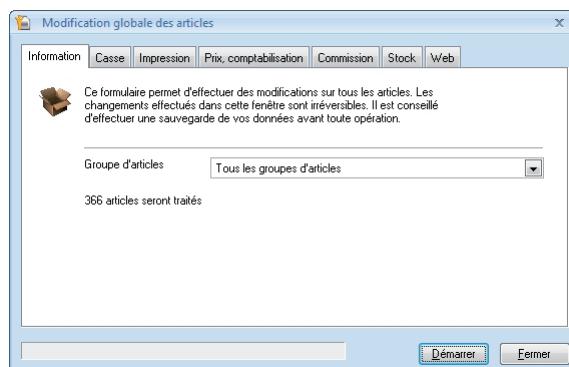 Modification globale des articles
Information
Casse
Impression
Prix, comptabilisation
Commission
Stock
Web
Ce formulaire permet d'effectuer des modifications sur tous les articles. Les
changements effectués dans cette fenêtre sont irréversibles. Il est conseillé
d'effectuer une sauvegarde de vos données avant toute opération.
Groupe d'articles
Tous les groupes d'articles
366 articles seront traités
Démarrer
Fermer